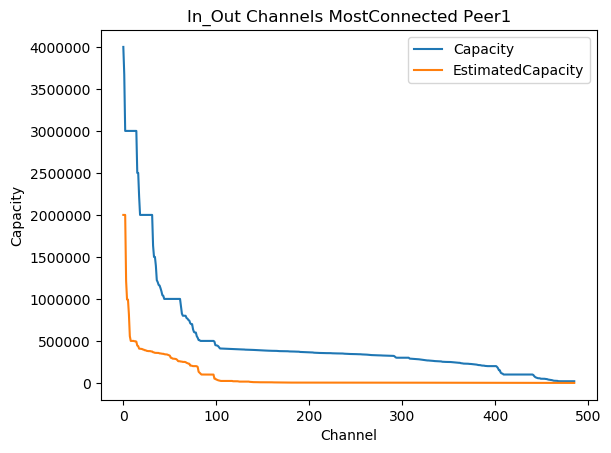 In_Out Channels MostConnected Peer1
Capacity
EstimatedCapacity
4000000
3500000
3000000
2500000
2000000
1500000
1000000
500000
0
Capacity
0 100 200 300 400 500
Channel